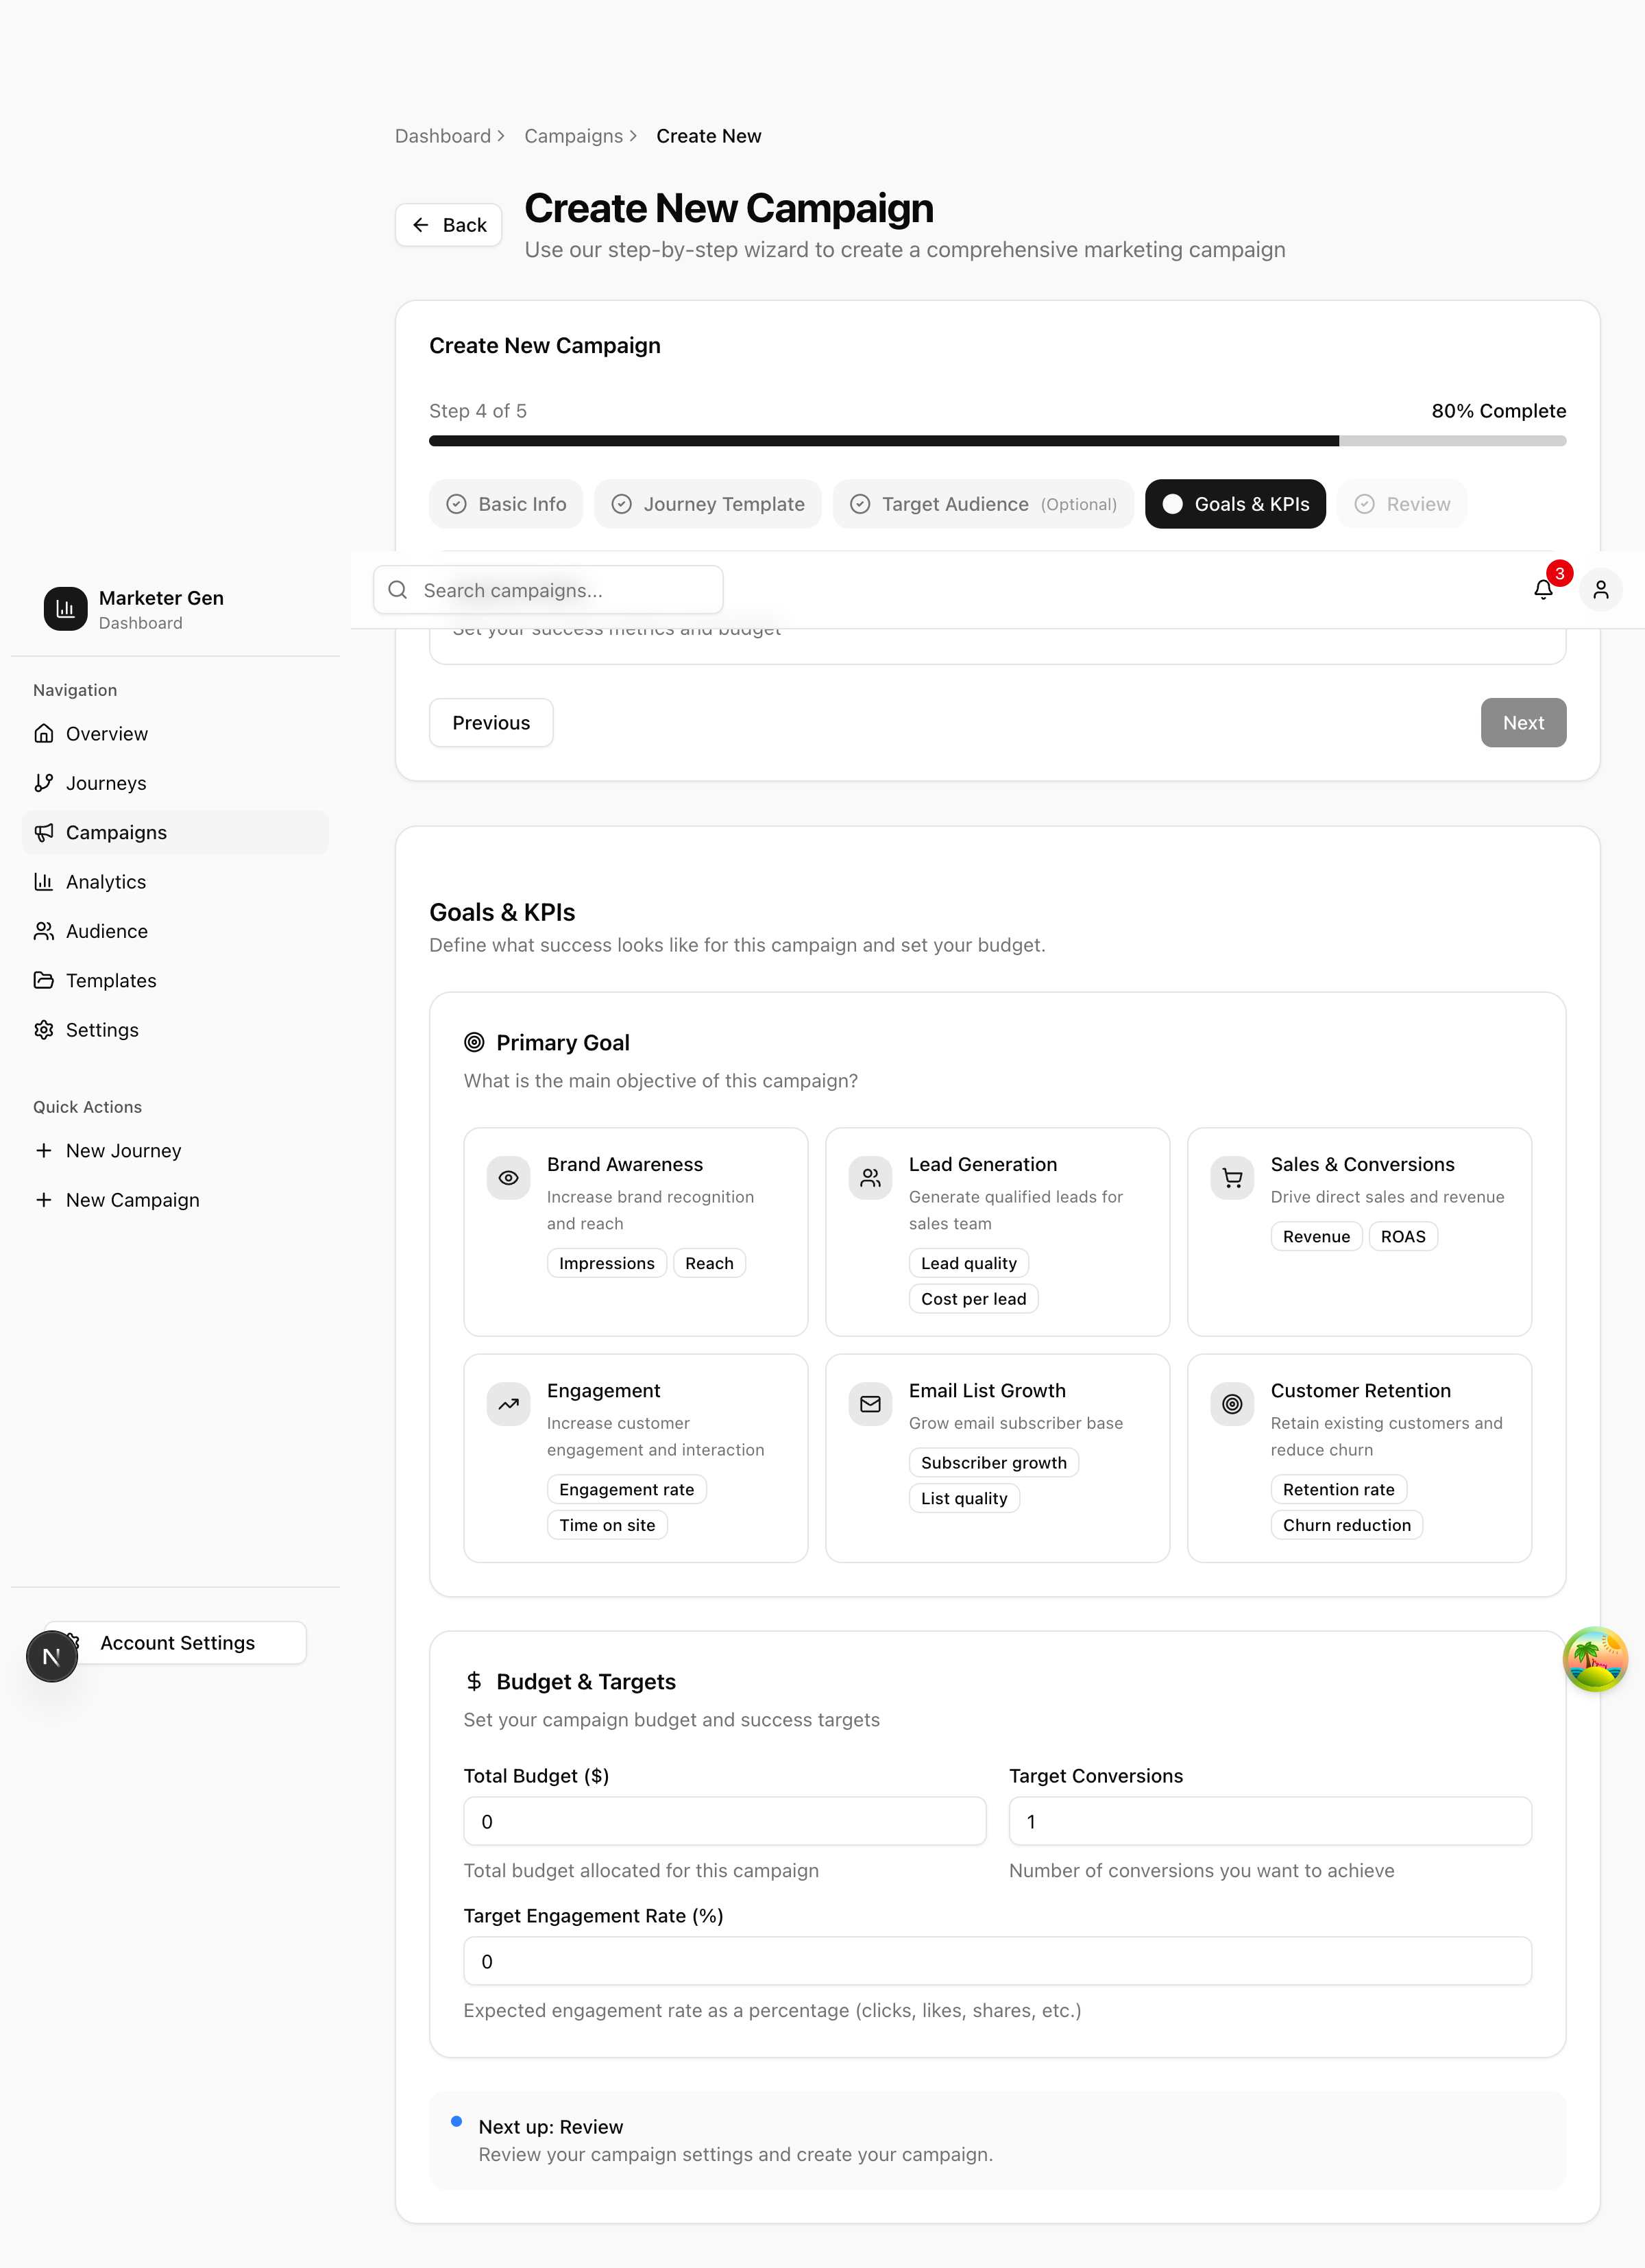 Dashboard
Campaigns
Create New
Back
Create New Campaign
Use our step-by-step wizard to create a comprehensive marketing campaign
Create New Campaign
Step 4 of 5
80% Complete
Basic Info
Journey Template
Target Audience (Optional)
Goals & KPIs
Review
Search campaigns...
3
Set your success metrics and budget
Previous
Next
Marketer Gen
Dashboard
Navigation
Overview
Journeys
Campaigns
Analytics
Audience
Templates
Settings
Quick Actions
New Journey
New Campaign
Account Settings
N
Goals & KPIs
Define what success looks like for this campaign and set your budget.
Primary Goal
What is the main objective of this campaign?
Brand Awareness
Increase brand recognition
and reach
Impressions
Reach
Lead Generation
Generate qualified leads for
sales team
Lead quality
Cost per lead
Sales & Conversions
Drive direct sales and revenue
Revenue
ROAS
Engagement
Increase customer
engagement and interaction
Engagement rate
Time on site
Email List Growth
Grow email subscriber base
Subscriber growth
List quality
Customer Retention
Retain existing customers and
reduce churn
Retention rate
Churn reduction
$ Budget & Targets
Set your campaign budget and success targets
Total Budget ($)
0
Total budget allocated for this campaign
Target Conversions
1
Number of conversions you want to achieve
Target Engagement Rate (%)
0
Expected engagement rate as a percentage (clicks, likes, shares, etc.)
Next up: Review
Review your campaign settings and create your campaign.